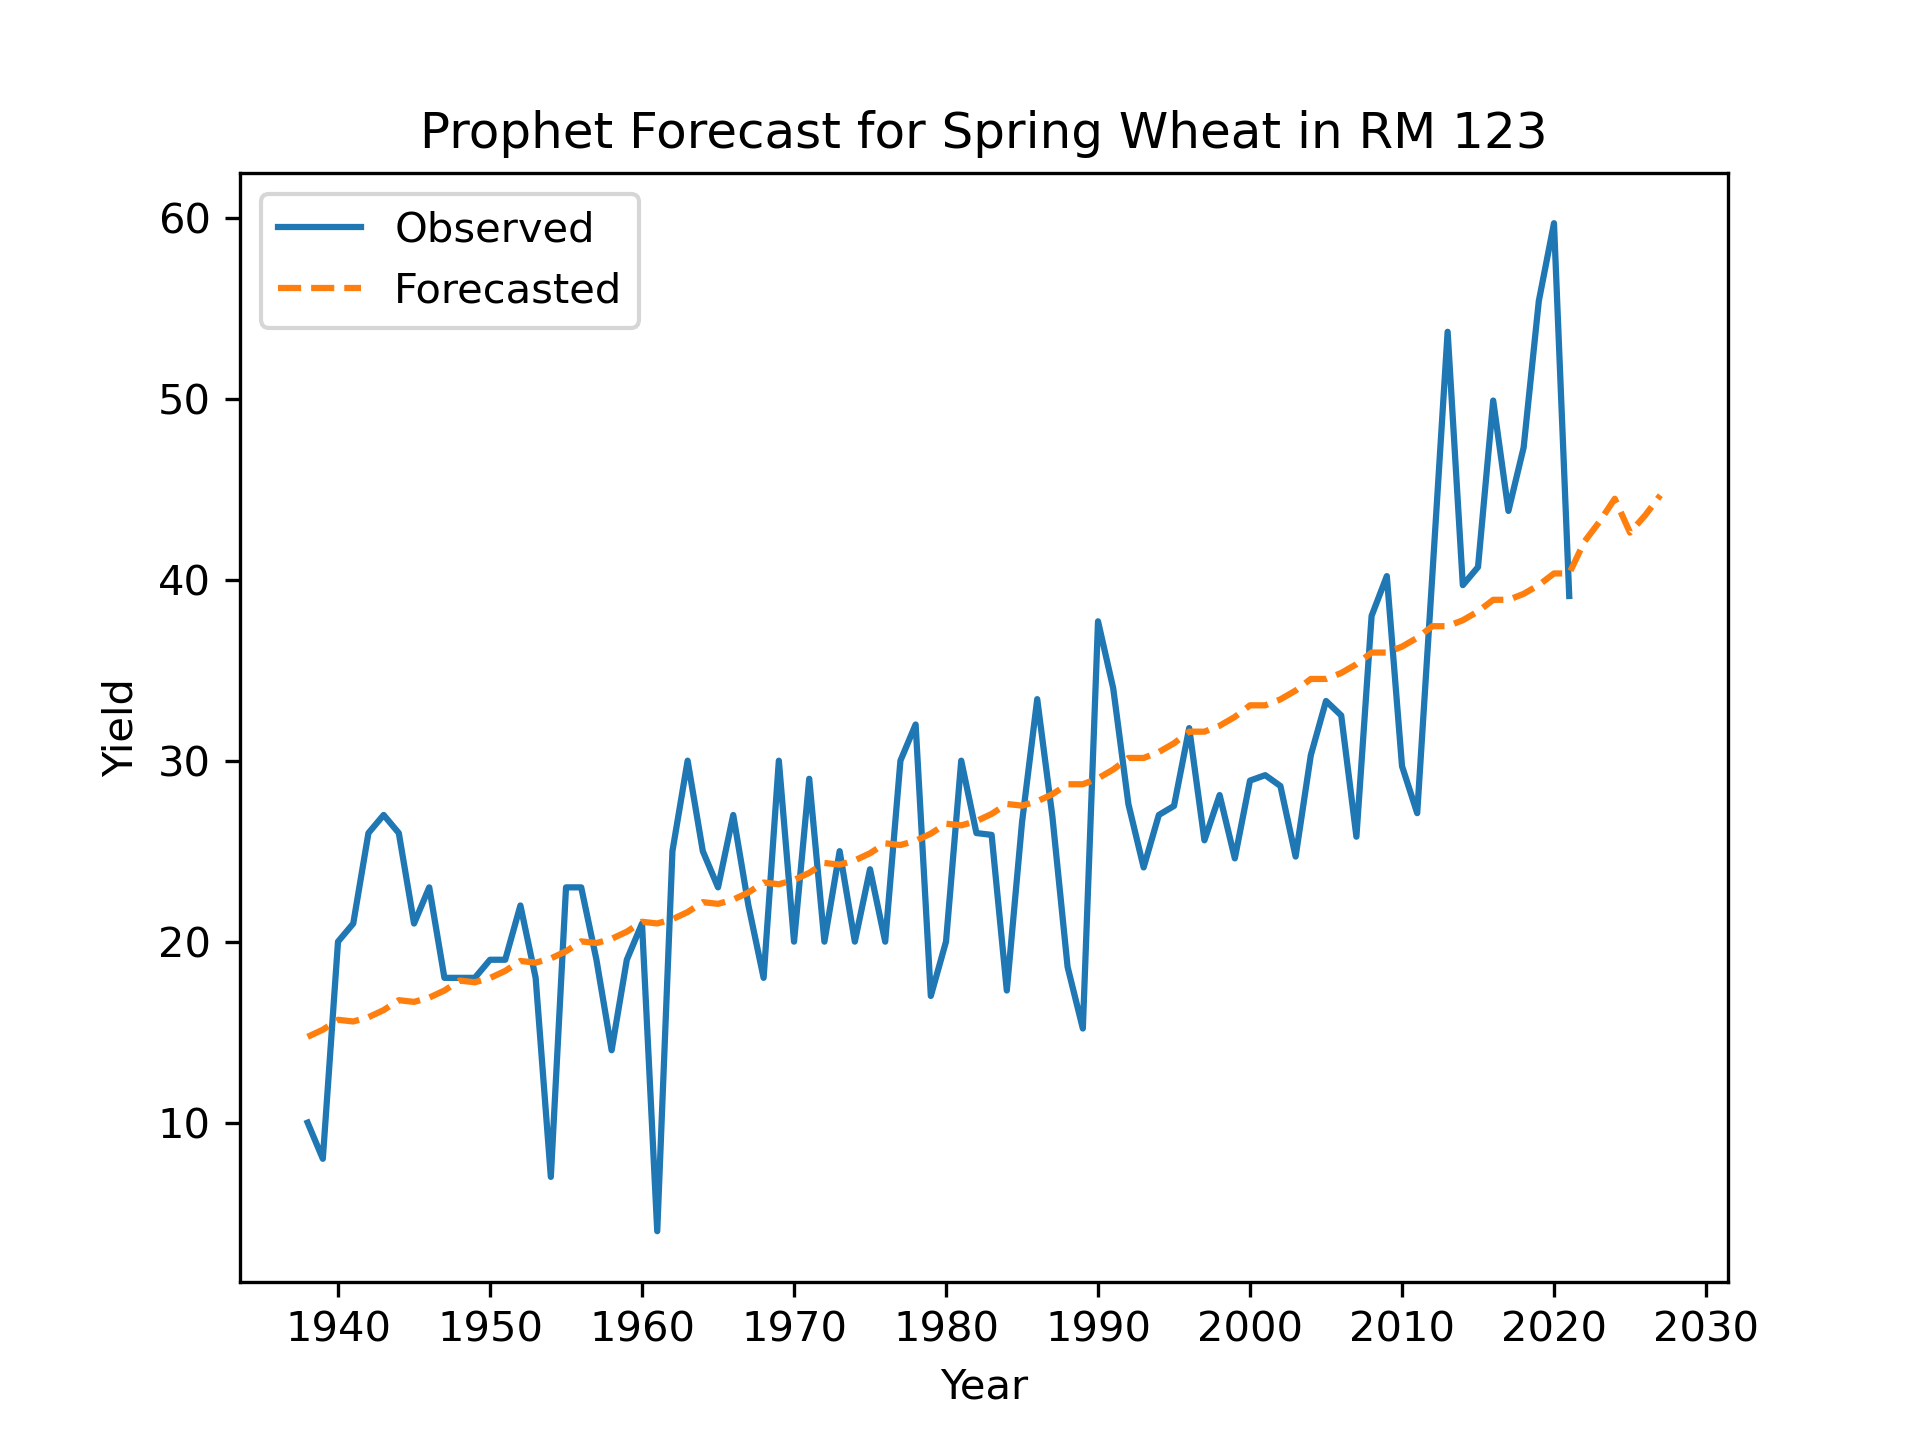 Prophet Forecast for Spring Wheat in RM 123
Observed
Forecasted
60
50
40
30
20
10
Yield
1940 1950 1960 1970 1980 1990 2000 2010 2020 2030
Year